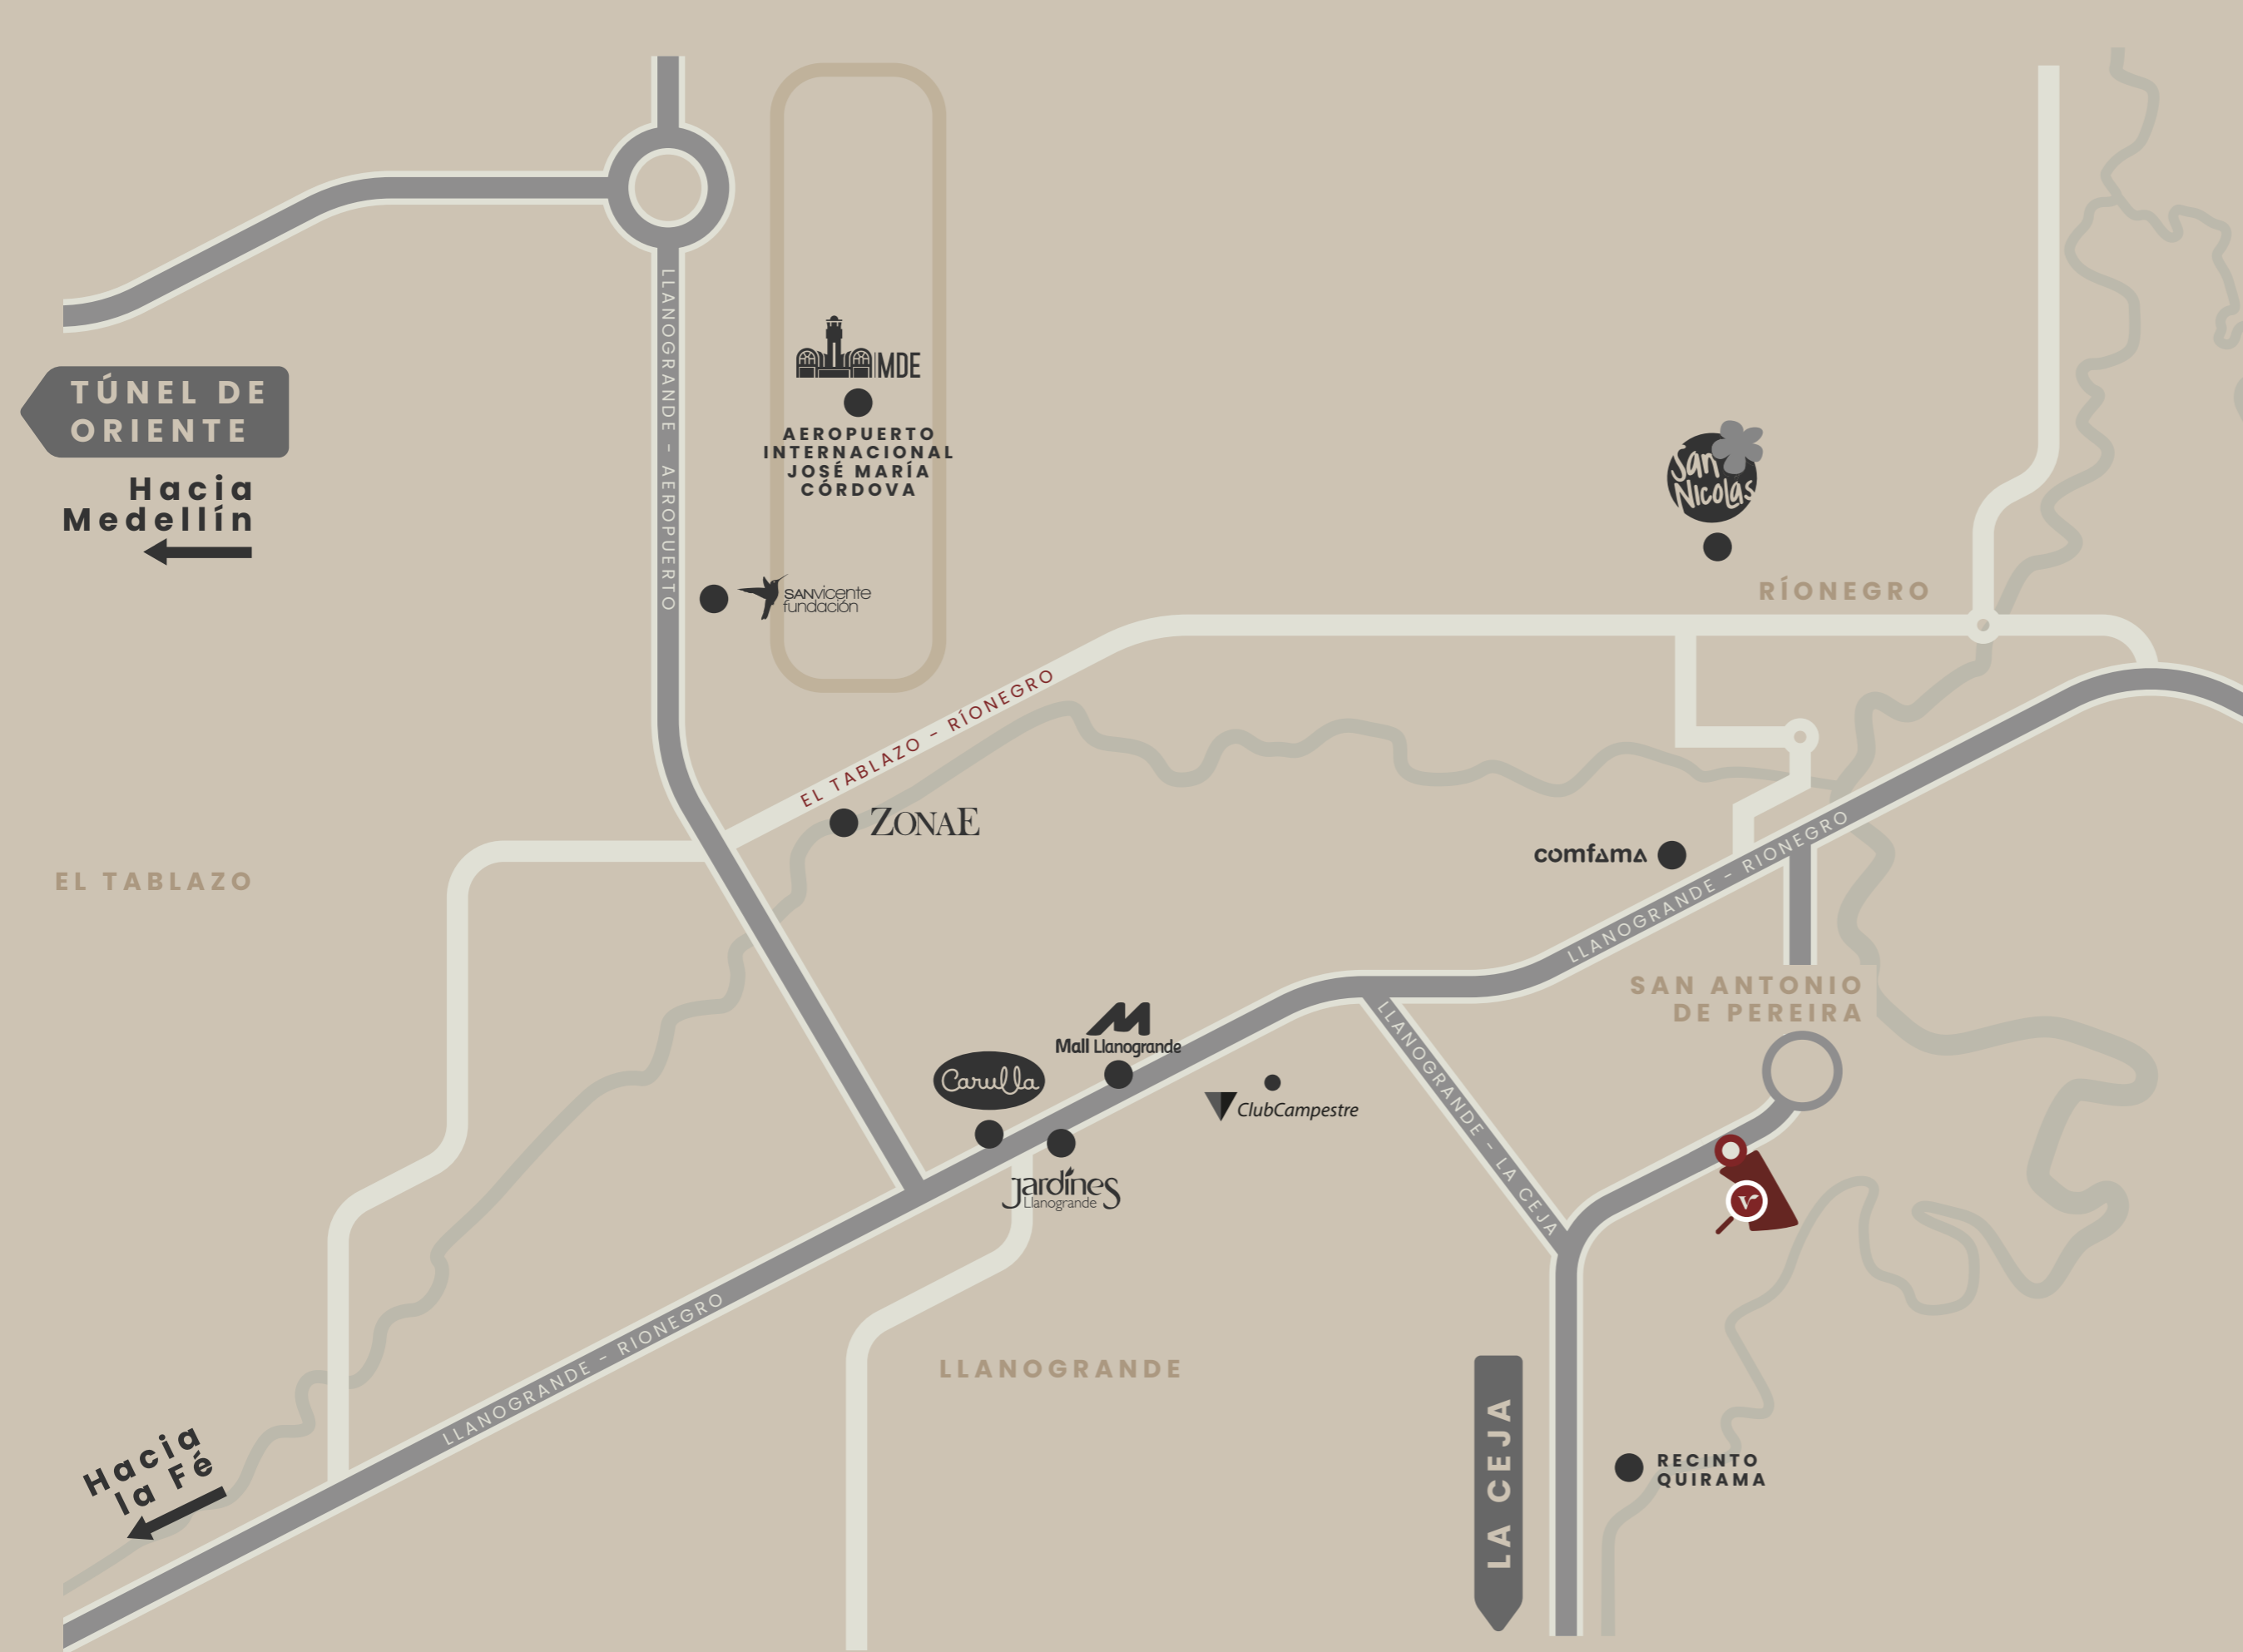 TÚNEL DE
ORIENTE
Hacia
Medellín
LLANOGRANDE - AEROPUERTO
MDE
AEROPUERTO
INTERNACIONAL
JOSÉ MARÍA
CÓRDOVA
SANvicente
fundación
San
Nicolas
RÍONEGRO
EL TABLAZO - RÍONEGRO
ZONAE
EL TABLAZO
comfama
LLANOGRANDE - RIONEGRO
SAN ANTONIO
DE PEREIRA
Mall Llanogrande
Carulla
ClubCampestre
LLANOGRANDE - LA CEJA
Jardines
Llanogrande
V
LLANOGRANDE - RIONEGRO
LLANOGRANDE
Hacia
la Fé
LA CEJA
RECINTO
QUIRAMA